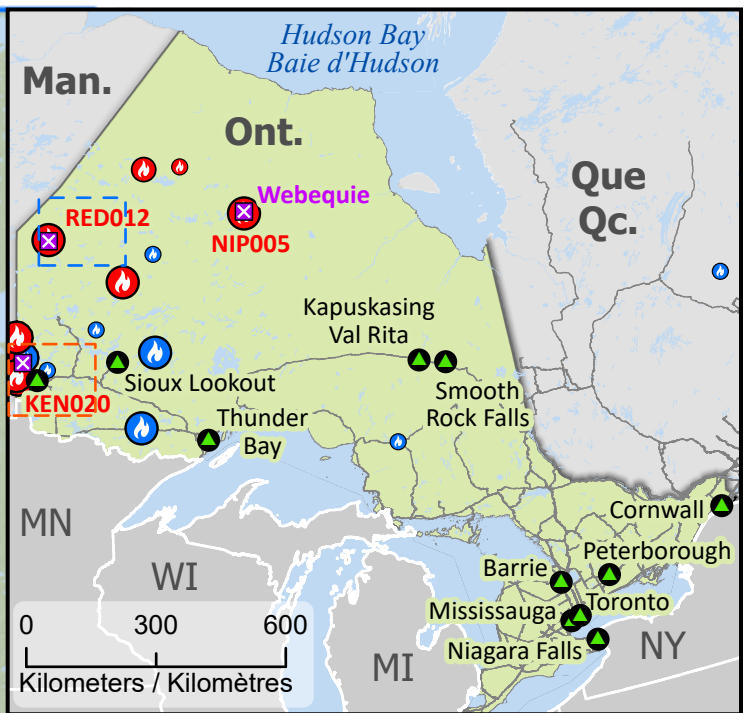 Hudson Bay
Baie d'Hudson
Man.
Ont.
Que
Qc.
Webequie
RED012
NIP005
Kapuskasing
Val Rita
Sioux Lookout
Smooth
Rock Falls
KEN020
Thunder
Bay
MN
Cornwall
WI
Barrie
Peterborough
Mississauga
Toronto
Niagara Falls
NY
MI
0 300 600
Kilometers / Kilomètres